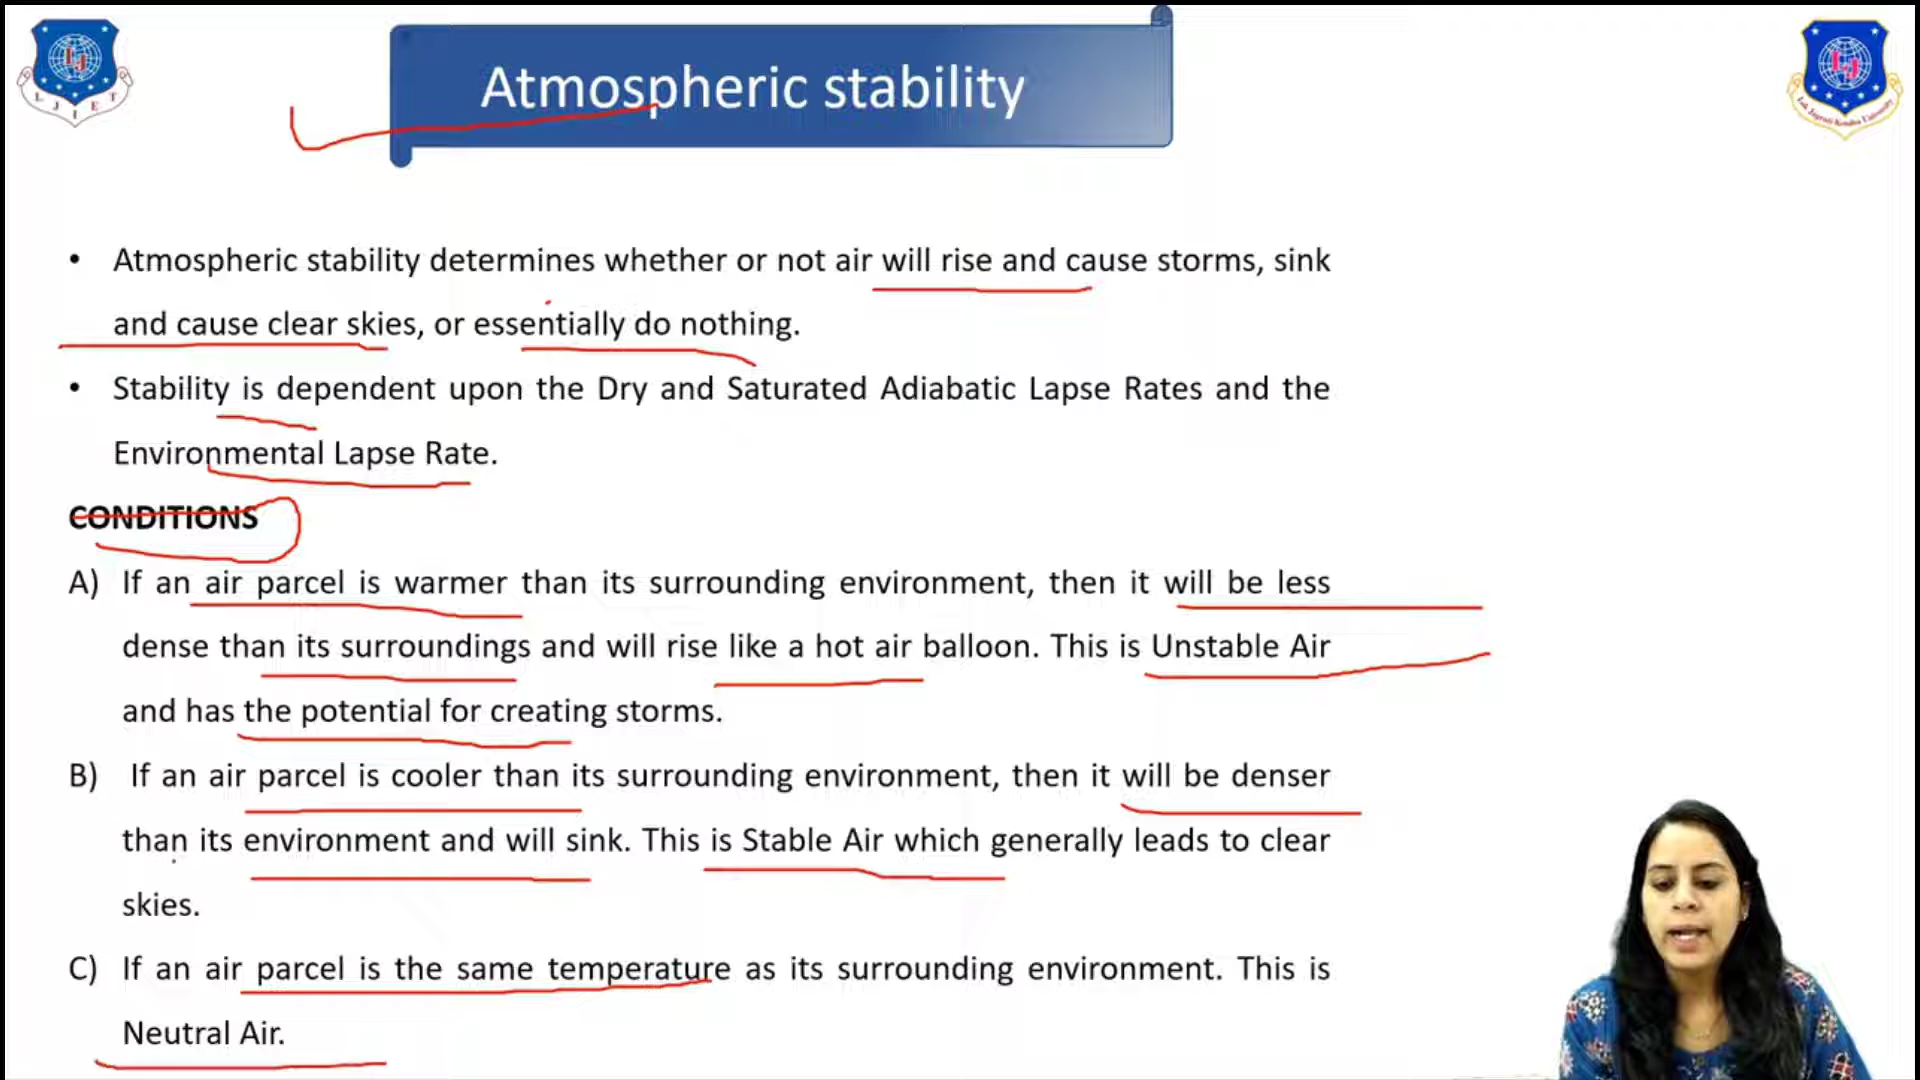 L J I E T
Atmospheric stability
LJ
Lok Jagruti Kendra University
• Atmospheric stability determines whether or not air will rise and cause storms, sink
and cause clear skies, or essentially do nothing.
• Stability is dependent upon the Dry and Saturated Adiabatic Lapse Rates and the
Environmental Lapse Rate.
CONDITIONS
A) If an air parcel is warmer than its surrounding environment, then it will be less
dense than its surroundings and will rise like a hot air balloon. This is Unstable Air
and has the potential for creating storms.
B) If an air parcel is cooler than its surrounding environment, then it will be denser
than its environment and will sink. This is Stable Air which generally leads to clear
skies.
C) If an air parcel is the same temperature as its surrounding environment. This is
Neutral Air.